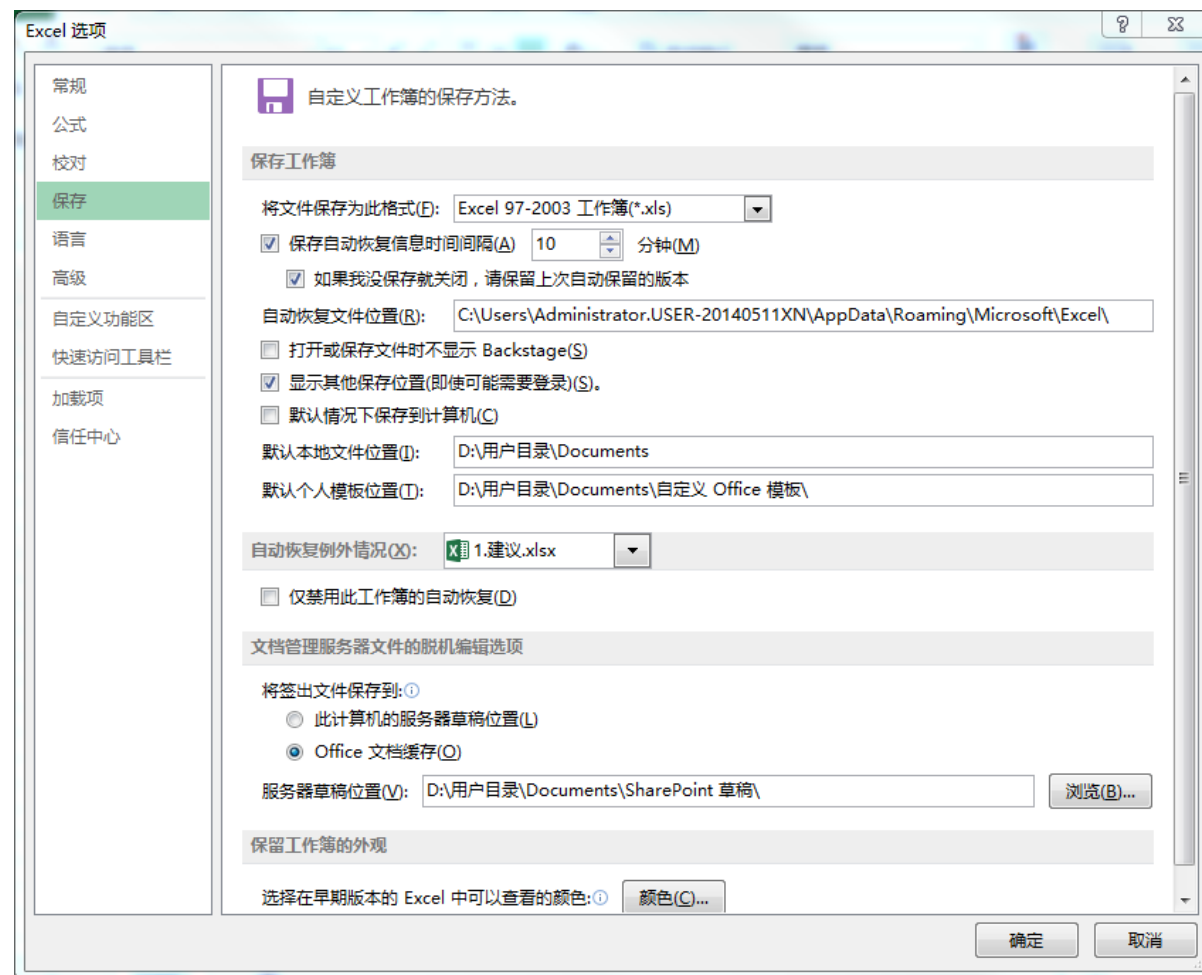 Excel 选项
常规
公式
校对
保存
语言
高级
自定义功能区
快速访问工具栏
加载项
信任中心
自定义工作簿的保存方法。
保存工作簿
将文件保存为此格式(F): Excel 97-2003 工作簿(*.xls)
保存自动恢复信息时间间隔(A) 10 分钟(M)
如果我没保存就关闭，请保留上次自动保留的版本
自动恢复文件位置(R): C:\Users\Administrator.USER-20140511XN\AppData\Roaming\Microsoft\Excel\
打开或保存文件时不显示 Backstage(S)
显示其他保存位置(即使可能需要登录)(S)。
默认情况下保存到计算机(C)
默认本地文件位置(I): D:\用户目录\Documents
默认个人模板位置(T): D:\用户目录\Documents\自定义 Office 模板\
自动恢复例外情况(X): 1.建议.xlsx
仅禁用此工作簿的自动恢复(D)
文档管理服务器文件的脱机编辑选项
将签出文件保存到:
此计算机的服务器草稿位置(L)
Office 文档缓存(O)
服务器草稿位置(V): D:\用户目录\Documents\SharePoint 草稿\ 浏览(B)...
保留工作簿的外观
选择在早期版本的 Excel 中可以查看的颜色: 颜色(C)...
确定 取消